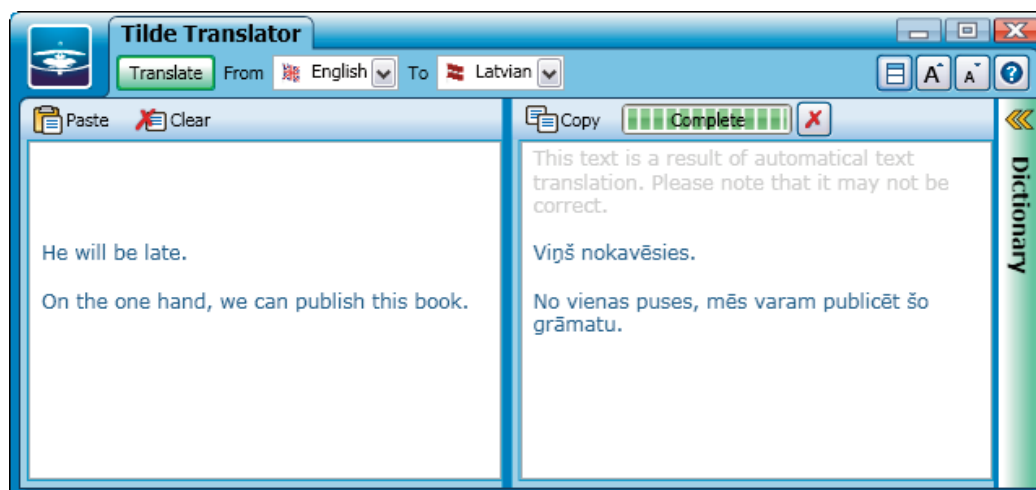 Tilde Translator
Translate From English To Latvian
A A ?
Paste Clear
Copy Complete
This text is a result of automatical text
translation. Please note that it may not be
correct.
He will be late.
On the one hand, we can publish this book.
Viņš nokavēsies.
No vienas puses, mēs varam publicēt šo
grāmatu.
Dictionary